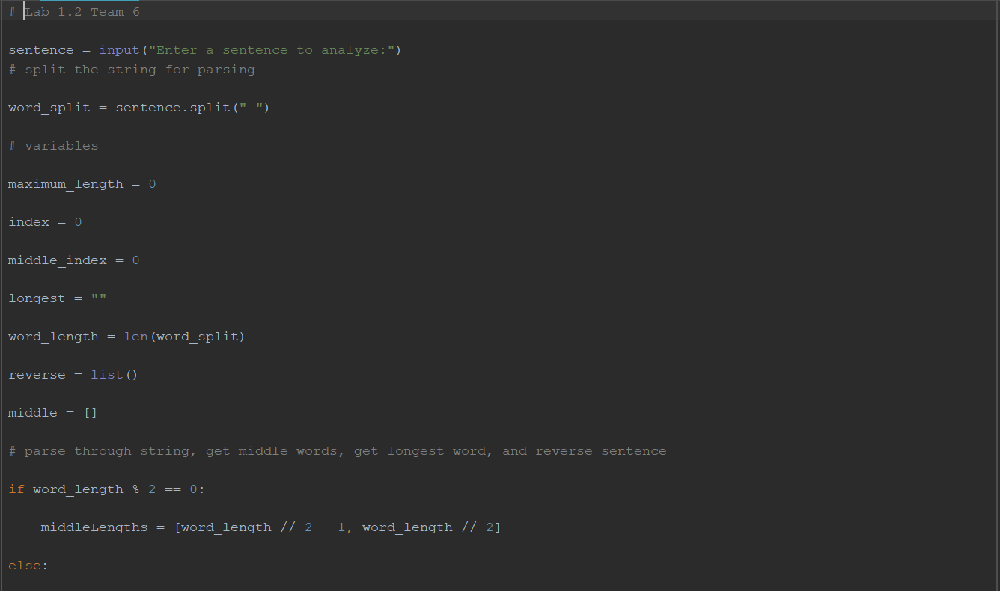 # Lab 1.2 Team 6
sentence = input("Enter a sentence to analyze:")
# split the string for parsing
word_split = sentence.split(" ")
# variables
maximum_length = 0
index = 0
middle_index = 0
longest = ""
word_length = len(word_split)
reverse = list()
middle = []
# parse through string, get middle words, get longest word, and reverse sentence
if word_length % 2 == 0:
    middleLengths = [word_length // 2 - 1, word_length // 2]
else: